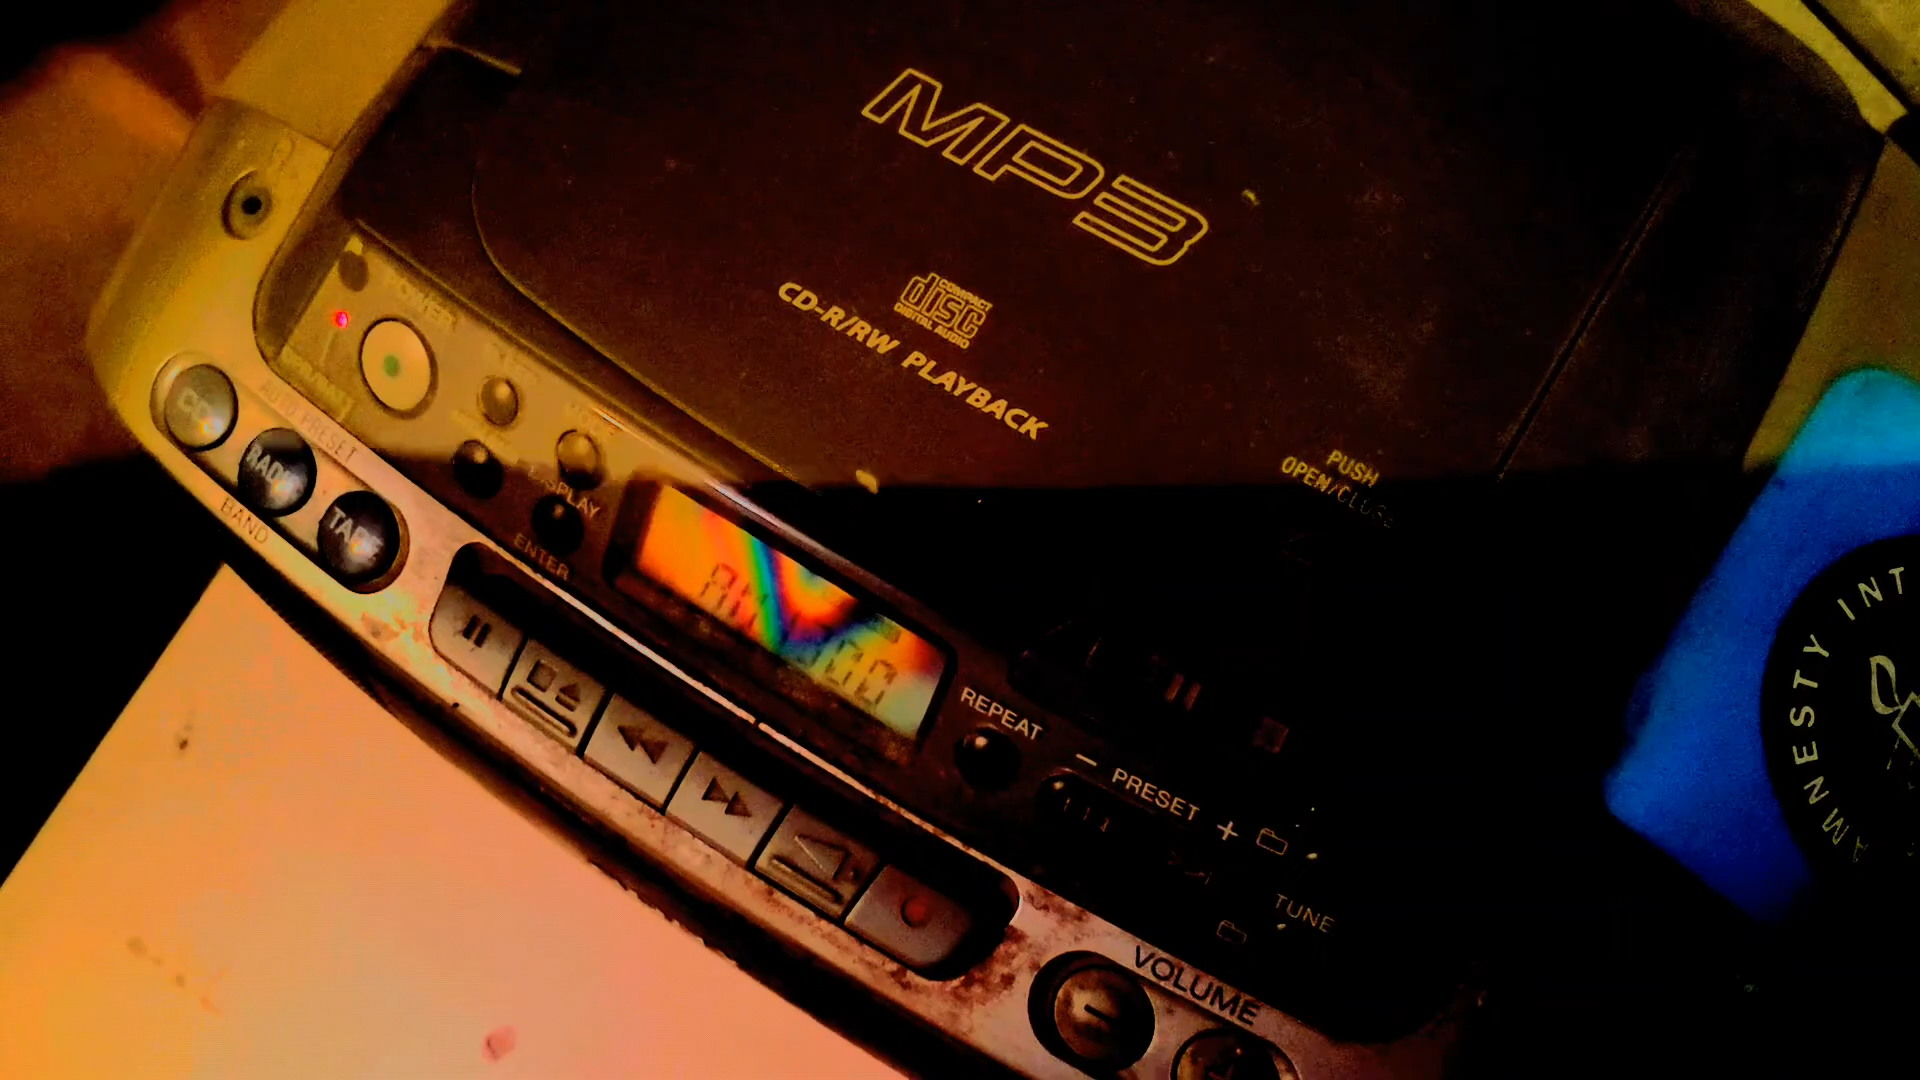 MP3
COMPACT
disc
DIGITAL AUDIO
CD-R/RW PLAYBACK
PUSH
OPEN/CLOSE
POWER
CD
AUTO PRESET
RADIO
BAND
TAPE
DISPLAY
ENTER
REPEAT
− PRESET +
TUNE
VOLUME
AMNESTY INT